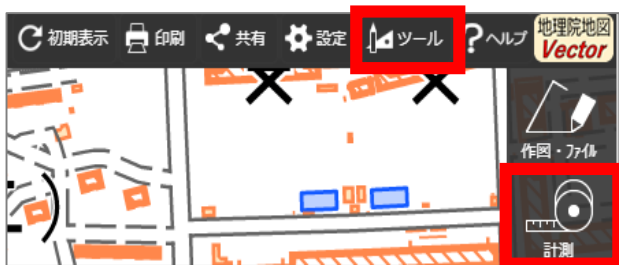 初期表示 印刷 共有 設定 ツール ?ヘルプ 地理院地図
Vector
作図・ファイル
計測